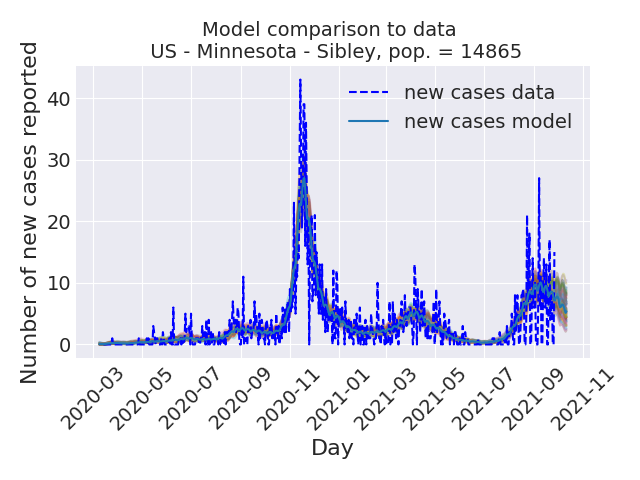 Model comparison to data
US - Minnesota - Sibley, pop. = 14865
Number of new cases reported
40
30
20
10
0
new cases data
new cases model
2020-03
2020-05
2020-07
2020-09
2020-11
2021-01
2021-03
2021-05
2021-07
2021-09
2021-11
Day